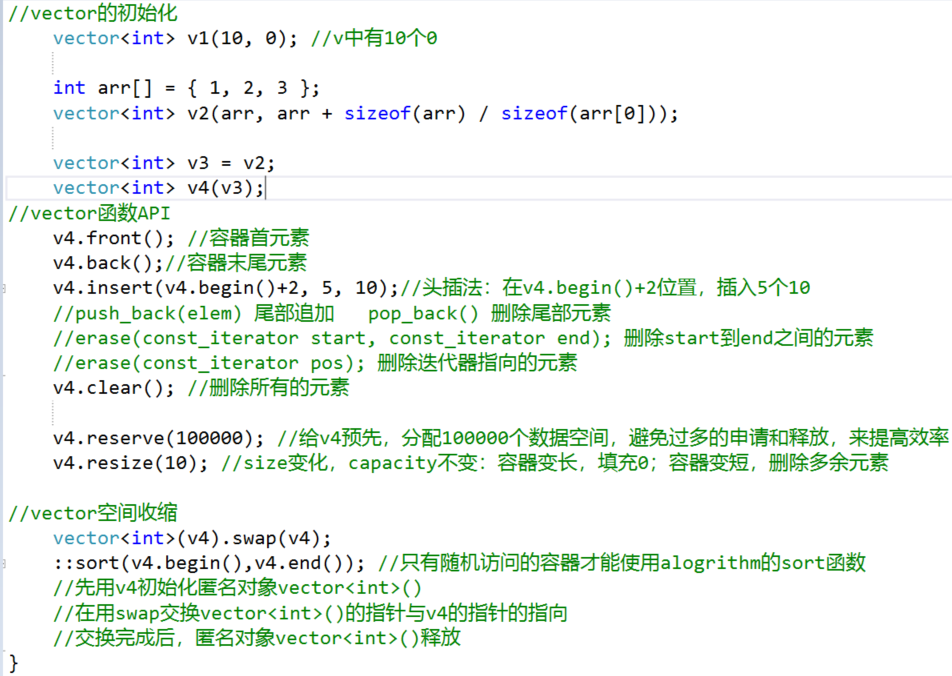 //vector的初始化
vector<int> v1(10, 0); //v中有10个0
int arr[] = { 1, 2, 3 };
vector<int> v2(arr, arr + sizeof(arr) / sizeof(arr[0]));
vector<int> v3 = v2;
vector<int> v4(v3);
//vector函数API
v4.front(); //容器首元素
v4.back();//容器末尾元素
v4.insert(v4.begin()+2, 5, 10);//头插法：在v4.begin()+2位置，插入5个10
//push_back(elem) 尾部追加   pop_back() 删除尾部元素
//erase(const_iterator start, const_iterator end); 删除start到end之间的元素
//erase(const_iterator pos); 删除迭代器指向的元素
v4.clear(); //删除所有的元素
v4.reserve(100000); //给v4预先，分配100000个数据空间，避免过多的申请和释放，来提高效率
v4.resize(10); //size变化，capacity不变：容器变长，填充0；容器变短，删除多余元素
//vector空间收缩
vector<int>(v4).swap(v4);
::sort(v4.begin(),v4.end()); //只有随机访问的容器才能使用alogrithm的sort函数
//先用v4初始化匿名对象vector<int>()
//在用swap交换vector<int>()的指针与v4的指针的指向
//交换完成后，匿名对象vector<int>()释放
}